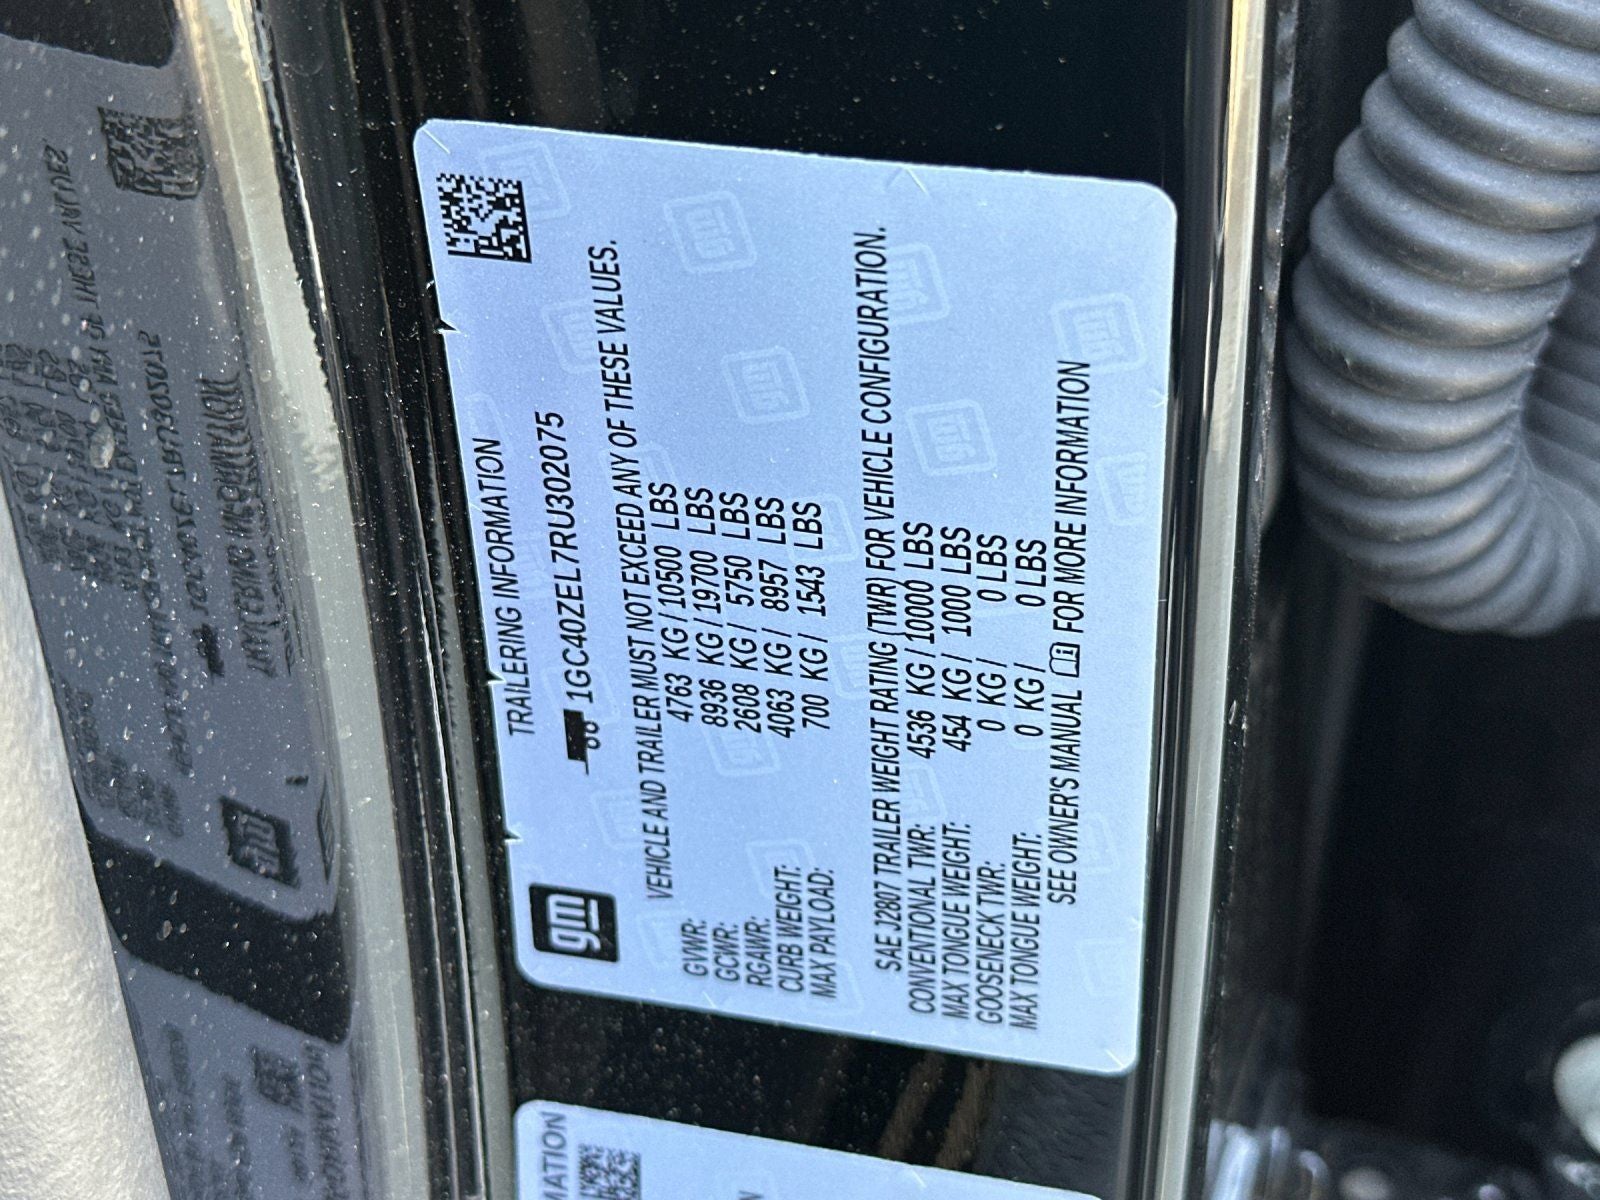 TRAILERING INFORMATION
gm
1GC40ZEL7RU302075
VEHICLE AND TRAILER MUST NOT EXCEED ANY OF THESE VALUES.
GVWR: 4763 KG / 10500 LBS
GCWR: 8936 KG / 19700 LBS
RGAWR: 2608 KG / 5750 LBS
CURB WEIGHT: 4063 KG / 8957 LBS
MAX PAYLOAD: 700 KG / 1543 LBS
SAE J2807 TRAILER WEIGHT RATING (TWR) FOR VEHICLE CONFIGURATION.
CONVENTIONAL TWR: 4536 KG / 10000 LBS
MAX TONGUE WEIGHT: 454 KG / 1000 LBS
GOOSENECK TWR: 0 KG / 0 LBS
MAX TONGUE WEIGHT: 0 KG / 0 LBS
SEE OWNER'S MANUAL FOR MORE INFORMATION